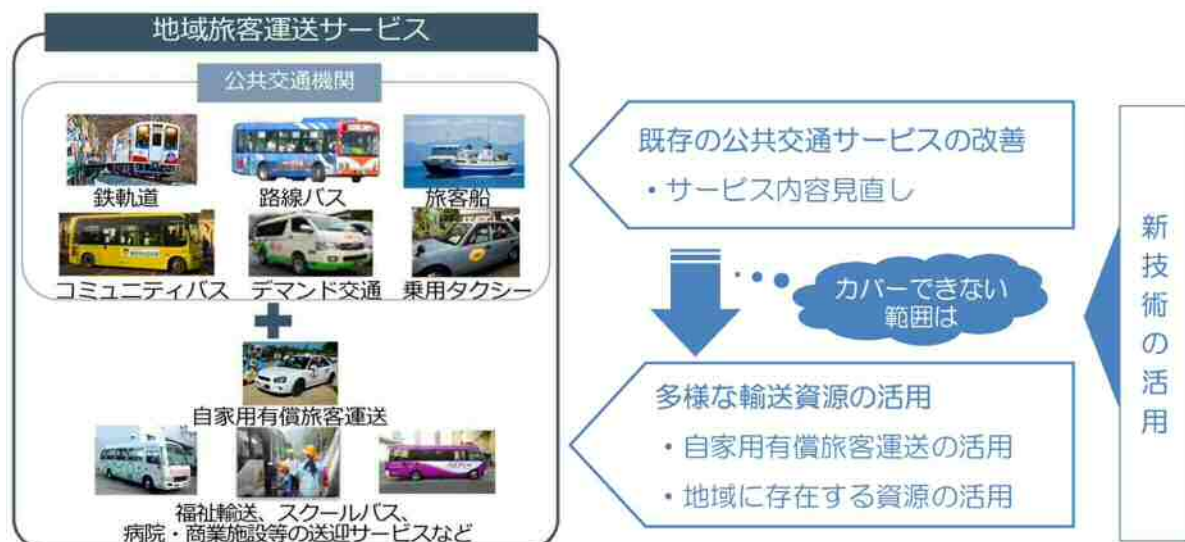 地域旅客運送サービス
公共交通機関
鉄軌道
路線バス
旅客船
コミュニティバス
デマンド交通
乗用タクシー
自家用有償旅客運送
福祉輸送、スクールバス、
病院・商業施設等の送迎サービスなど
既存の公共交通サービスの改善
・サービス内容見直し
カバーできない
範囲は
多様な輸送資源の活用
・自家用有償旅客運送の活用
・地域に存在する資源の活用
新技術の活用